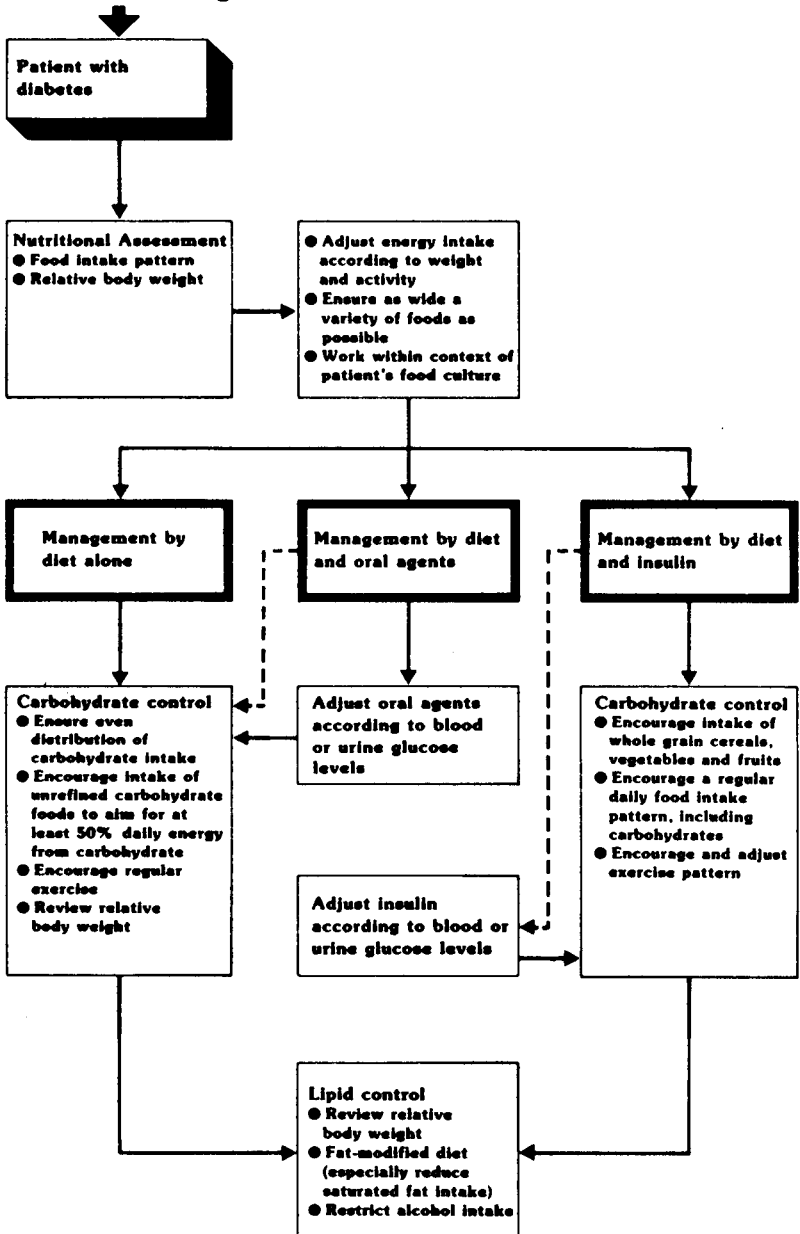 Patient with
diabetes
Nutritional Assessment
● Food intake pattern
● Relative body weight
● Adjust energy intake
according to weight
and activity
● Ensure as wide a
variety of foods as
possible
● Work within context of
patient's food culture
Management by
diet alone
Management by diet
and oral agents
Management by diet
and insulin
Carbohydrate control
● Ensure even
distribution of
carbohydrate intake
● Encourage intake of
unrefined carbohydrate
foods to aim for at
least 50% daily energy
from carbohydrate
● Encourage regular
exercise
● Review relative
body weight
Adjust oral agents
according to blood
or urine glucose
levels
Adjust insulin
according to blood or
urine glucose levels
Carbohydrate control
● Encourage intake of
whole grain cereals,
vegetables and fruits
● Encourage a regular
daily food intake
pattern, including
carbohydrates
● Encourage and adjust
exercise pattern
Lipid control
● Review relative
body weight
● Fat-modified diet
(especially reduce
saturated fat intake)
● Restrict alcohol intake